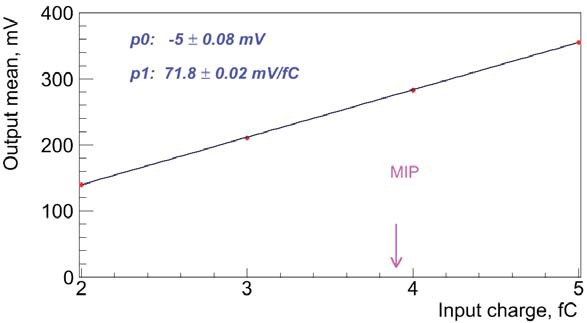 Output mean, mV
400
300
200
100
0
p0: -5 ± 0.08 mV
p1: 71.8 ± 0.02 mV/fC
MIP
2 3 4 5
Input charge, fC